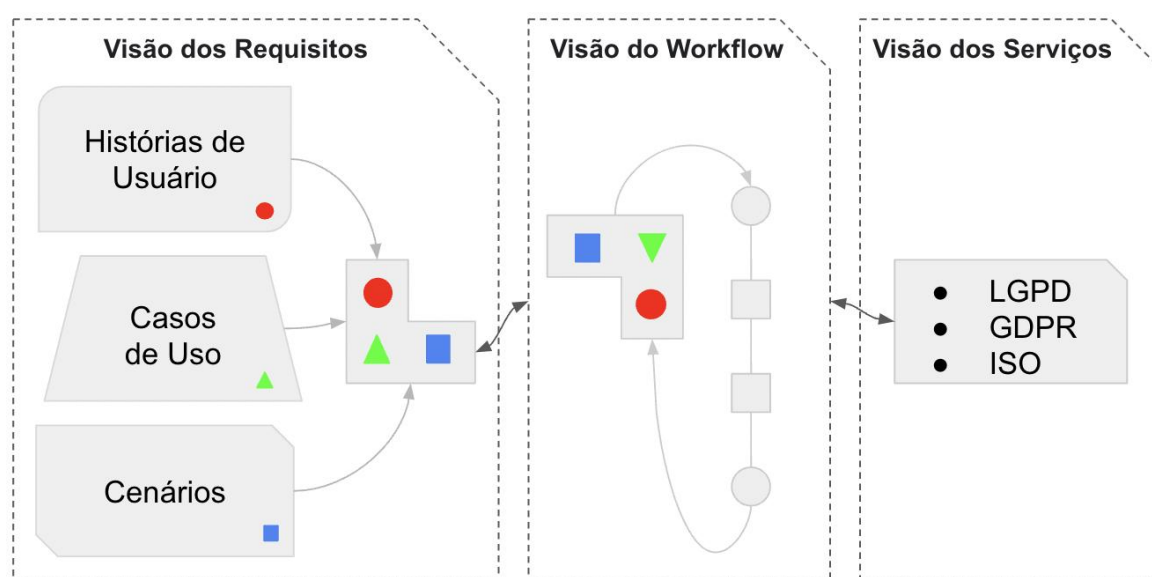 Visão dos Requisitos
Histórias de
Usuário
Casos
de Uso
Cenários
Visão do Workflow
Visão dos Serviços
● LGPD
● GDPR
● ISO